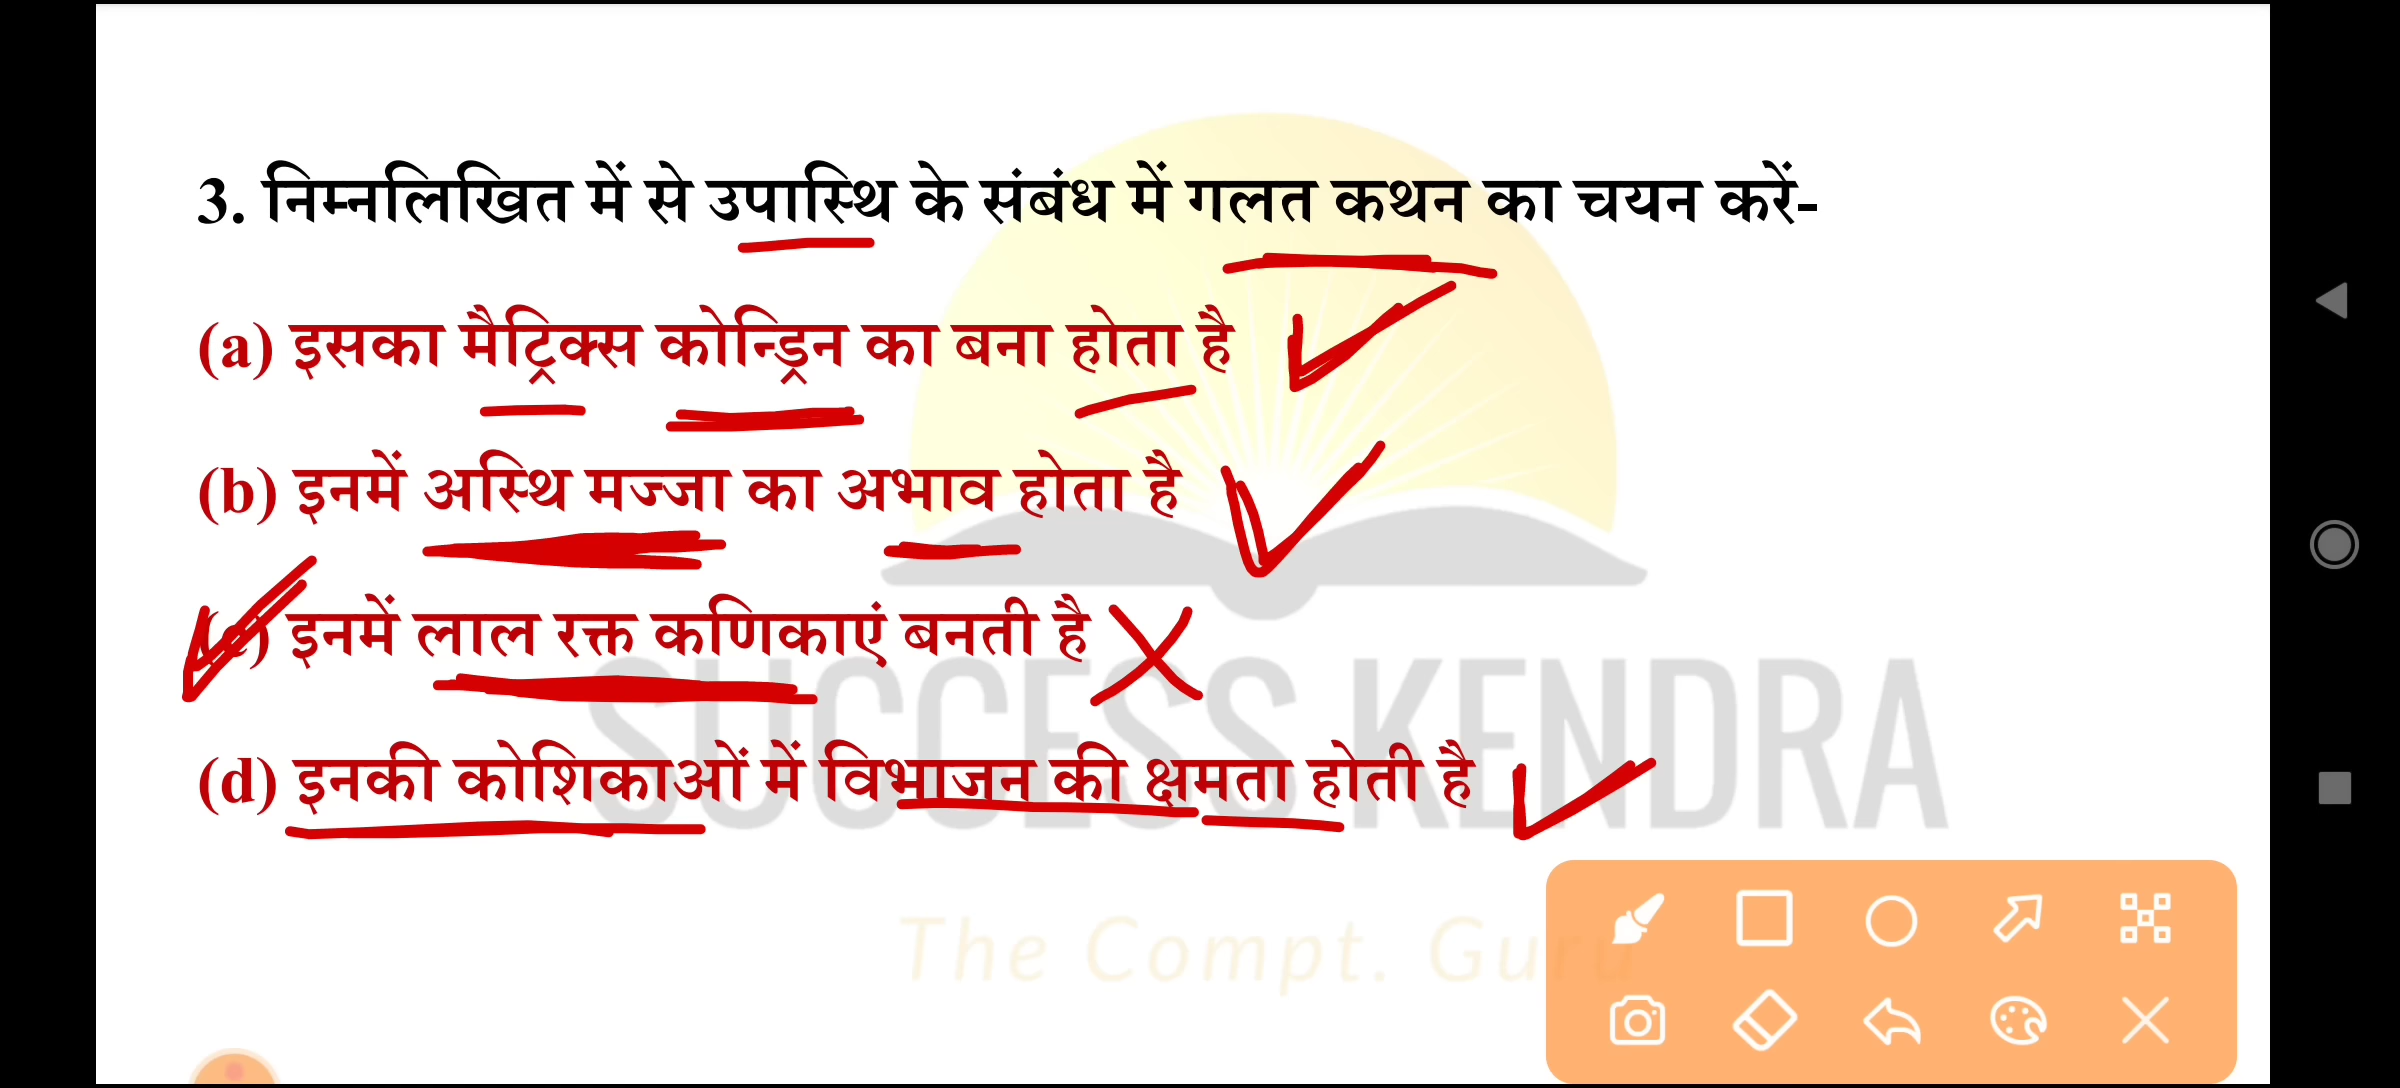 3. निम्नलिखित में से उपास्थि के संबंध में गलत कथन का चयन करें-
(a) इसका मैट्रिक्स कोन्ड्रिन का बना होता है
(b) इनमें अस्थि मज्जा का अभाव होता है
(c) इनमें लाल रक्त कणिकाएं बनती है
(d) इनकी कोशिकाओं में विभाजन की क्षमता होती है
SUCCESS KENDRA
The Compt. Guru